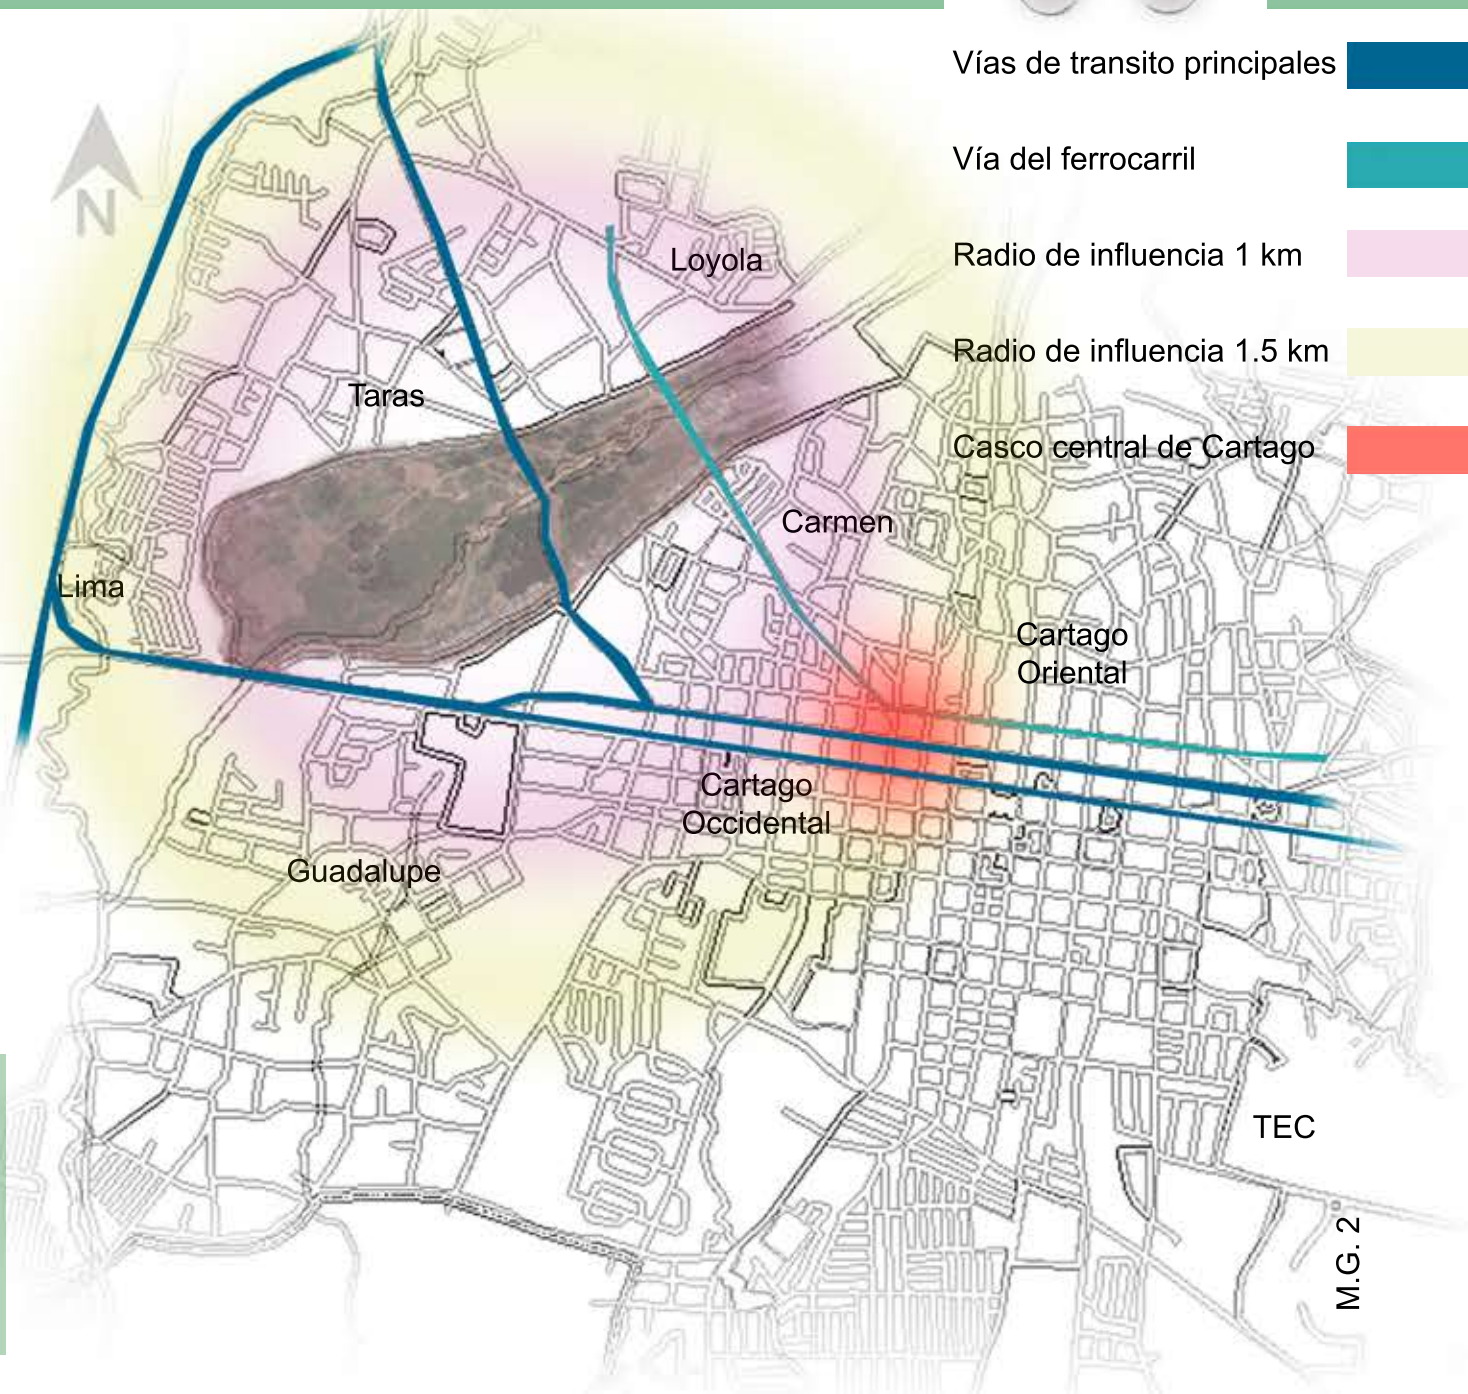 Vías de transito principales
Vía del ferrocarril
Radio de influencia 1 km
Radio de influencia 1.5 km
Casco central de Cartago
N
Loyola
Taras
Carmen
Lima
Cartago
Oriental
Cartago
Occidental
Guadalupe
TEC
M.G. 2